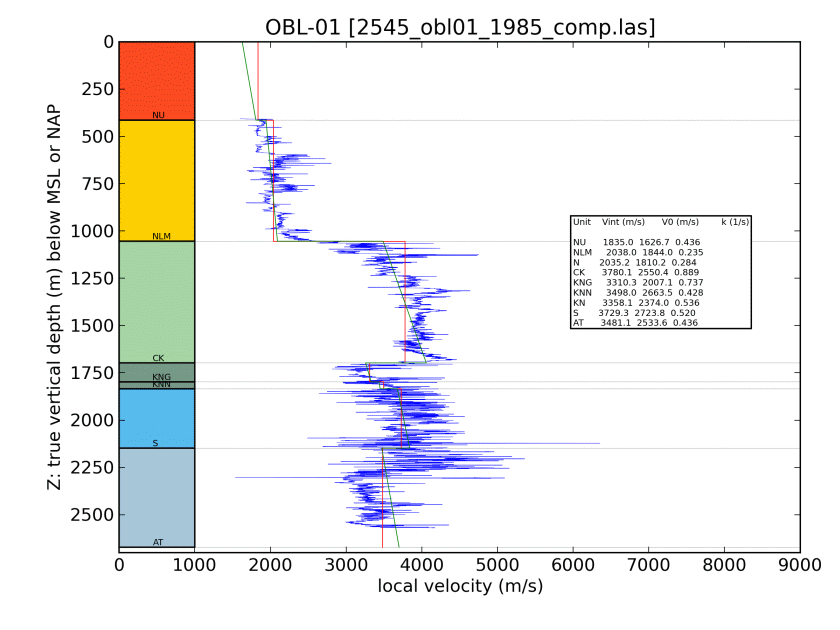 OBL-01 [2545_obl01_1985_comp.las]
Z: true vertical depth (m) below MSL or NAP
0
250
500
750
1000
1250
1500
1750
2000
2250
2500
NU
NLM
CK
KNG
KNN
S
AT
Unit Vint (m/s) V0 (m/s) k (1/s)
NU 1835.0 1626.7 0.436
NLM 2038.0 1844.0 0.235
N 2035.2 1810.2 0.284
CK 3780.1 2550.4 0.889
KNG 3310.3 2007.1 0.737
KNN 3498.0 2663.5 0.428
KN 3358.1 2374.0 0.536
S 3729.3 2723.8 0.520
AT 3481.1 2533.6 0.436
0 1000 2000 3000 4000 5000 6000 7000 8000 9000
local velocity (m/s)